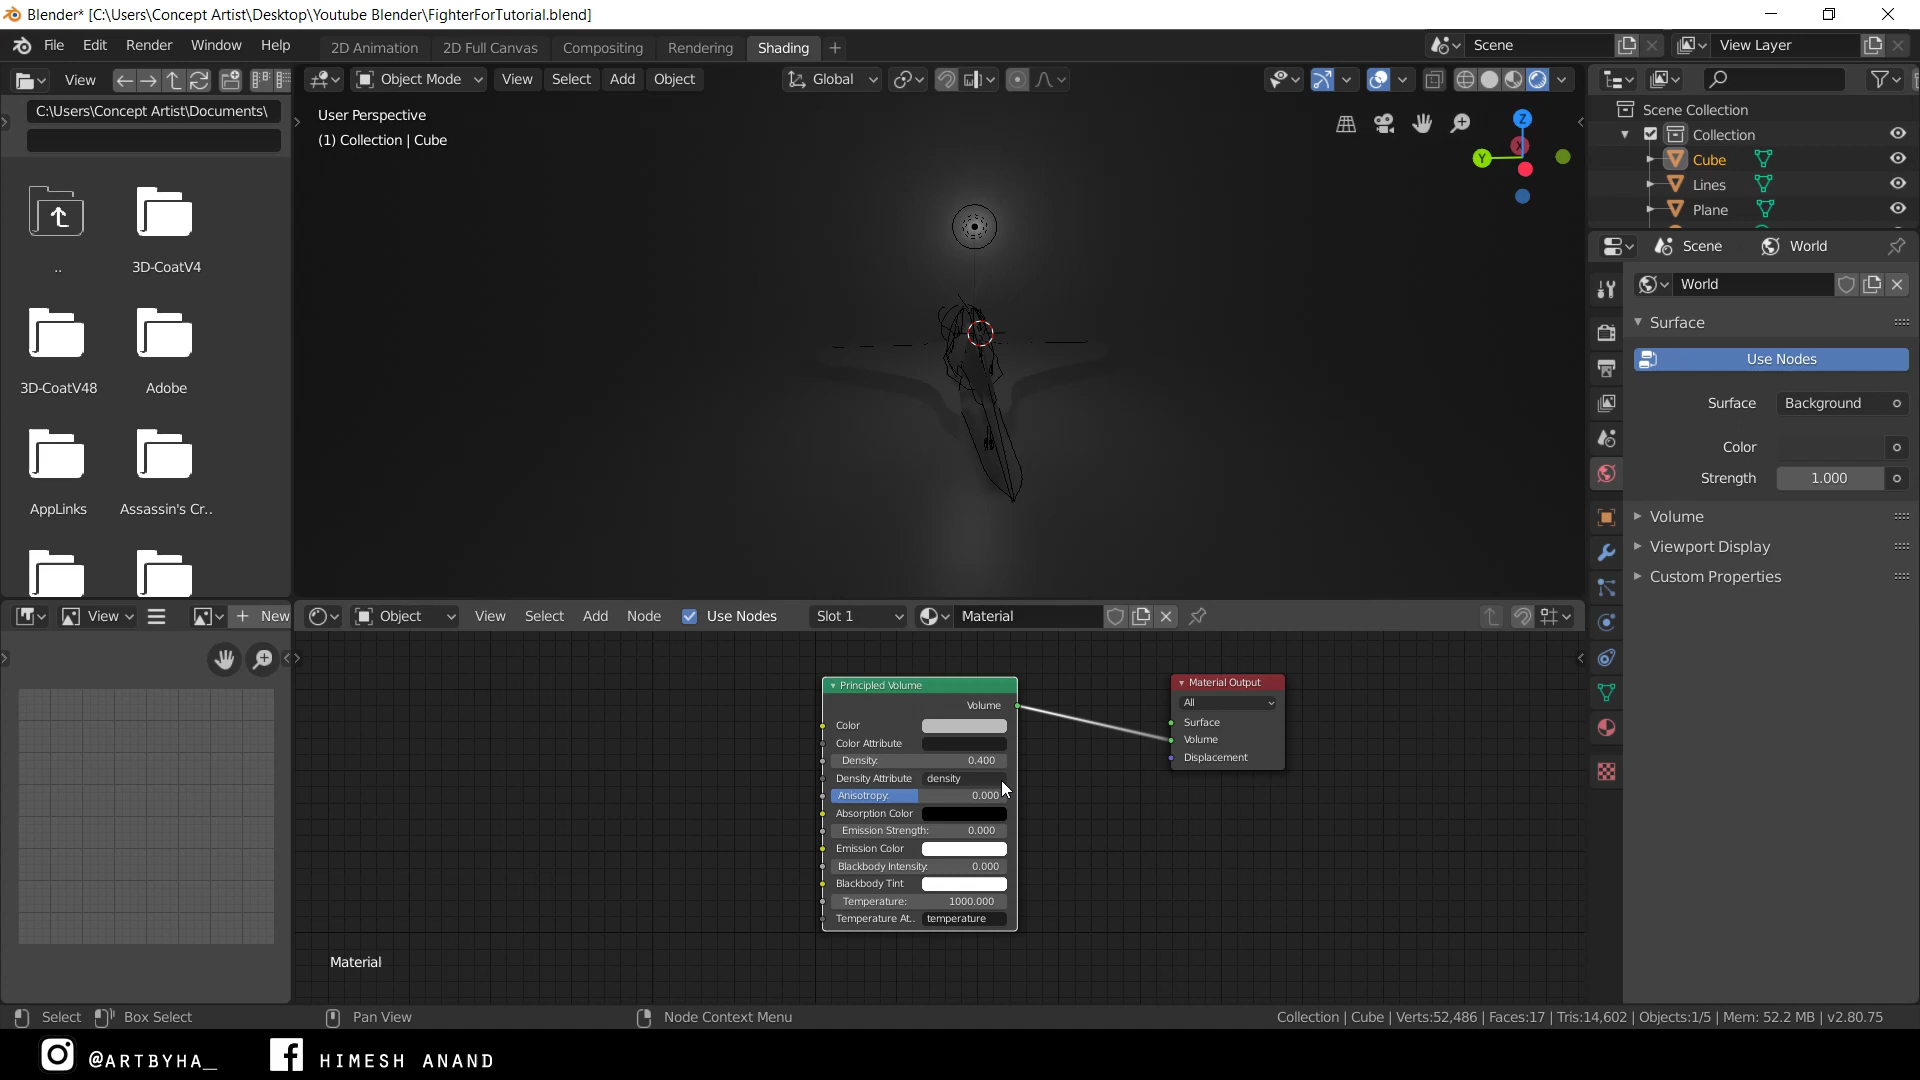 Blender* [C:\Users\Concept Artist\Desktop\Youtube Blender\FighterForTutorial.blend]
File Edit Render Window Help 2D Animation 2D Full Canvas Compositing Rendering Shading Scene View Layer
View Object Mode View Select Add Object Global
C:\Users\Concept Artist\Documents\
..
3D-CoatV4
3D-CoatV48
Adobe
AppLinks
Assassin's Cr..
User Perspective
(1) Collection | Cube
Z
X
Y
Scene Collection
Collection
Cube
Lines
Plane
Scene World
World
Surface
Use Nodes
Surface Background
Color
Strength 1.000
Volume
Viewport Display
Custom Properties
View New
Object View Select Add Node Use Nodes Slot 1 Material
Principled Volume
Volume
Color
Color Attribute
Density: 0.400
Density Attribute density
Anisotropy: 0.000
Absorption Color
Emission Strength: 0.000
Emission Color
Blackbody Intensity: 0.000
Blackbody Tint
Temperature: 1000.000
Temperature At.. temperature
Material Output
All
Surface
Volume
Displacement
Material
Select Box Select Pan View Node Context Menu Collection | Cube | Verts:52,486 | Faces:17 | Tris:14,602 | Objects:1/5 | Mem: 52.2 MB | v2.80.75
@ARTBYHA_ HIMESH ANAND